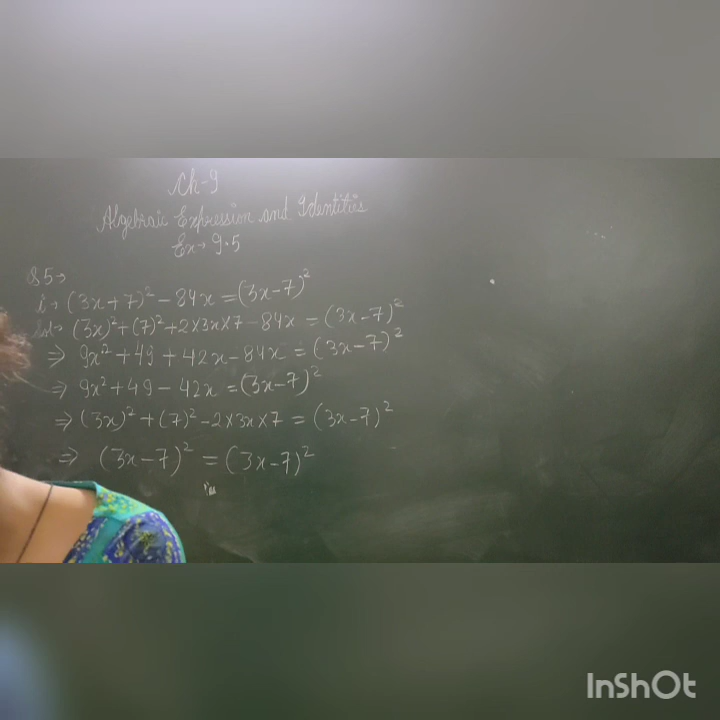 Ch-9
Algebraic Expression and Identities
Ex → 9.5
Q5→
i→ (3x+7)² - 84x = (3x-7)²
Sol→ (3x)² + (7)² + 2×3x×7 - 84x = (3x-7)²
⇒ 9x² + 49 + 42x - 84x = (3x-7)²
⇒ 9x² + 49 - 42x = (3x-7)²
⇒ (3x)² + (7)² - 2×3x×7 = (3x-7)²
⇒ (3x-7)² = (3x-7)²
InShOt